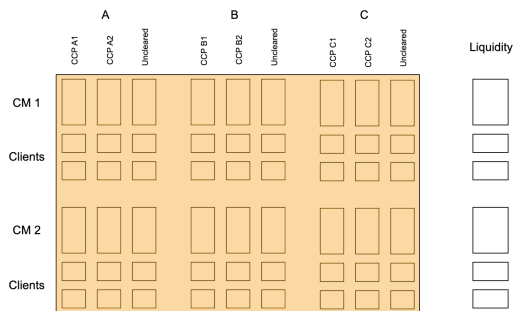 A B C
CCP A1 CCP A2 Uncleared CCP B1 CCP B2 Uncleared CCP C1 CCP C2 Uncleared
Liquidity
CM 1
Clients
CM 2
Clients